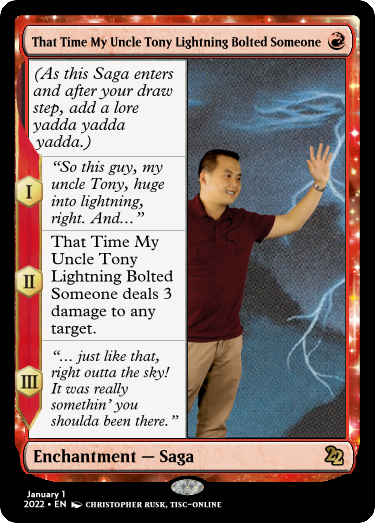 That Time My Uncle Tony Lightning Bolted Someone
(As this Saga enters
and after your draw
step, add a lore
yadda yadda
yadda.)
I
“So this guy, my
uncle Tony, huge
into lightning,
right. And…”
II
That Time My
Uncle Tony
Lightning Bolted
Someone deals 3
damage to any
target.
III
“… just like that,
right outta the sky!
It was really
somethin' you
shoulda been there.”
Enchantment — Saga
22
January 1
2022 • EN CHRISTOPHER RUSK, TISC-ONLINE